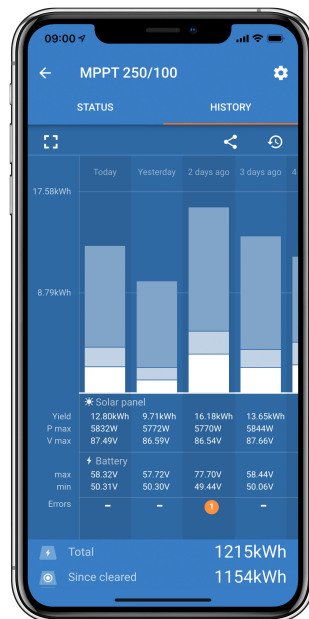 09:00
MPPT 250/100
STATUS HISTORY
Today Yesterday 2 days ago 3 days ago 4
17.58kWh
8.79kWh
Solar panel
Yield 12.80kWh 9.71kWh 16.18kWh 13.65kWh
P max 5832W 5772W 5770W 5844W
V max 87.49V 86.59V 86.54V 87.66V
Battery
max 58.32V 57.72V 77.70V 58.44V
min 50.31V 50.30V 49.44V 50.06V
Errors – – 1 –
Total 1215kWh
Since cleared 1154kWh